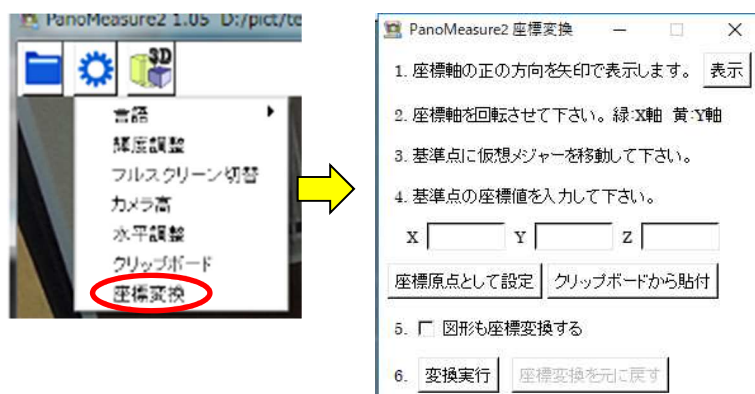 PanoMeasure2 1.05 D:/pict/te
3D
言語
輝度調整
フルスクリーン切替
カメラ高
水平調整
クリップボード
座標変換
PanoMeasure2 座標変換
1. 座標軸の正の方向を矢印で表示します。 表示
2. 座標軸を回転させて下さい。緑:X軸 黄:Y軸
3. 基準点に仮想メジャーを移動して下さい。
4. 基準点の座標値を入力して下さい。
X Y Z
座標原点として設定 クリップボードから貼付
5. 図形も座標変換する
6. 変換実行 座標変換を元に戻す